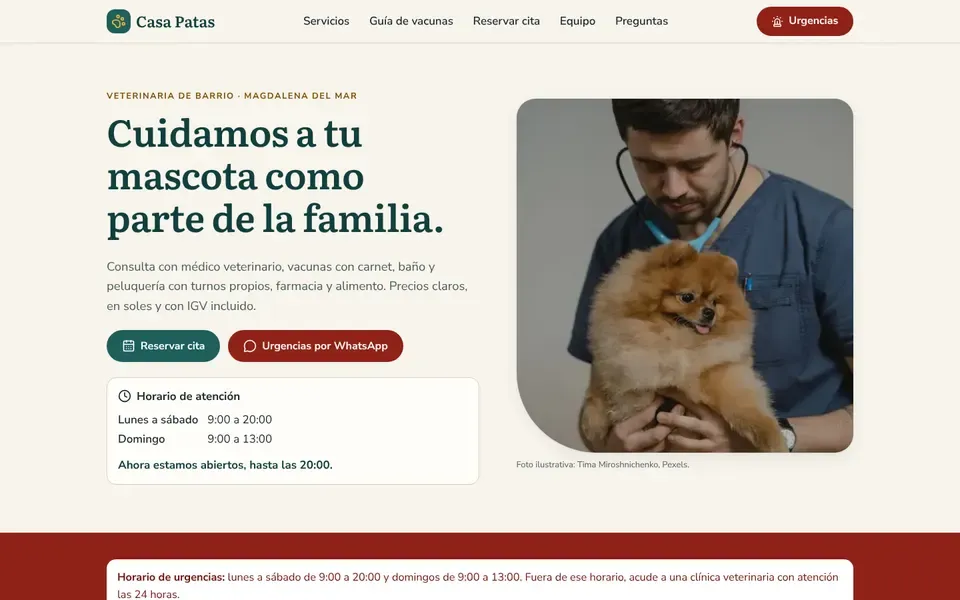 Casa Patas
Servicios
Guía de vacunas
Reservar cita
Equipo
Preguntas
Urgencias
VETERINARIA DE BARRIO · MAGDALENA DEL MAR
Cuidamos a tu
mascota como
parte de la familia.
Consulta con médico veterinario, vacunas con carnet, baño y
peluquería con turnos propios, farmacia y alimento. Precios claros,
en soles y con IGV incluido.
Reservar cita
Urgencias por WhatsApp
Horario de atención
Lunes a sábado 9:00 a 20:00
Domingo 9:00 a 13:00
Ahora estamos abiertos, hasta las 20:00.
Foto ilustrativa: Tima Miroshnichenko, Pexels.
Horario de urgencias: lunes a sábado de 9:00 a 20:00 y domingos de 9:00 a 13:00. Fuera de ese horario, acude a una clínica veterinaria con atención
las 24 horas.